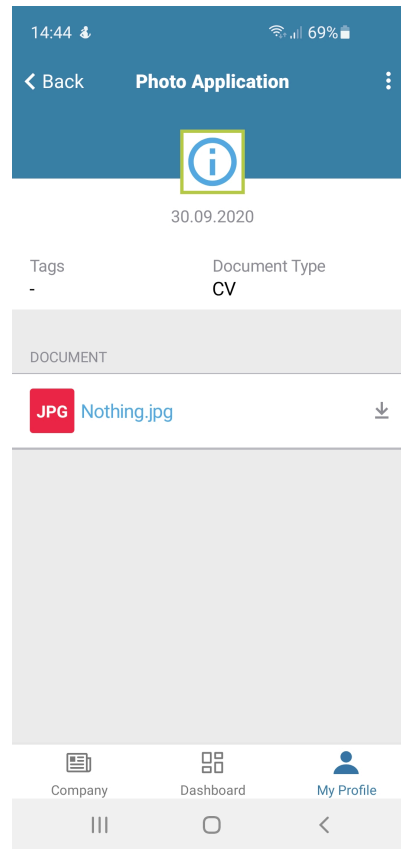 14:44 69%
Back Photo Application
30.09.2020
Tags Document Type
- CV
DOCUMENT
JPG Nothing.jpg
Company Dashboard My Profile